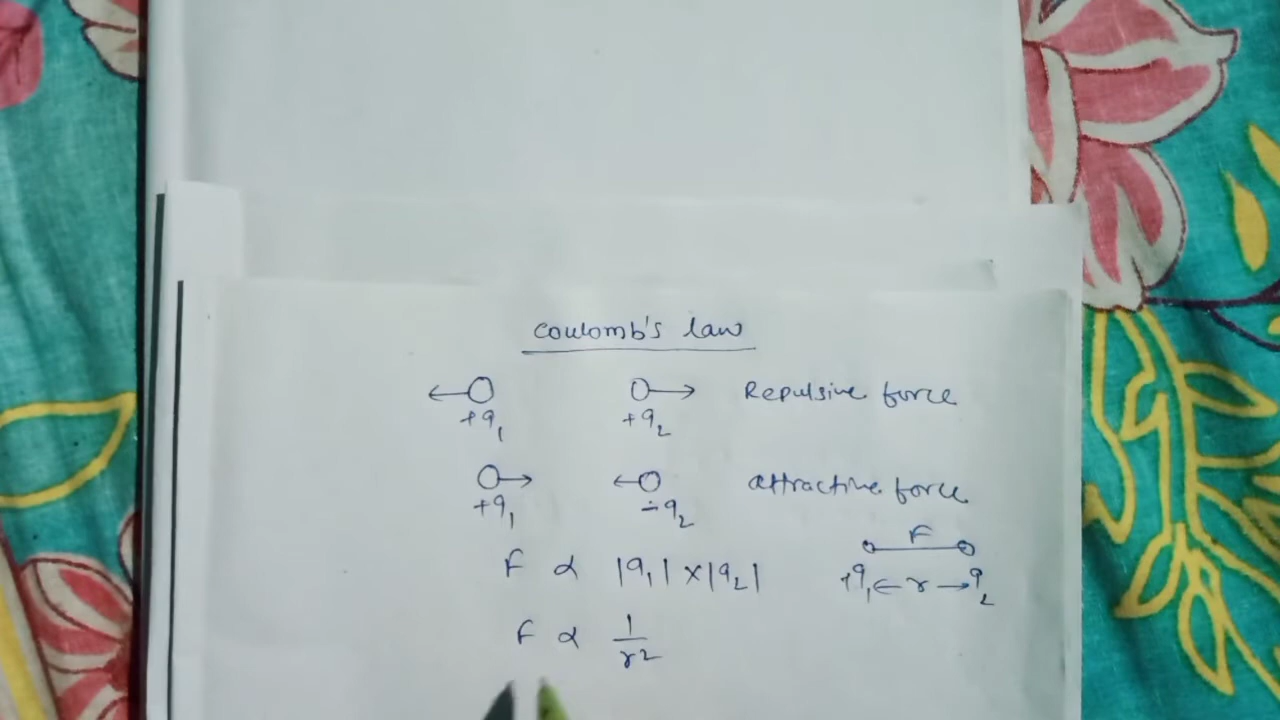 Coulomb's law
+q1 +q2 Repulsive force
+q1 -q2 attractive force
F
F ∝ |q1| × |q2| +q1 ← r → q2
F ∝ 1/r2